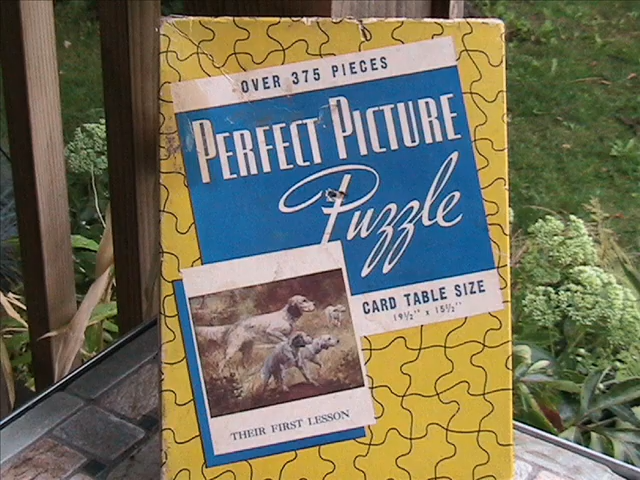 OVER 375 PIECES
PERFECT PICTURE
Puzzle
CARD TABLE SIZE
19½" x 15½"
THEIR FIRST LESSON